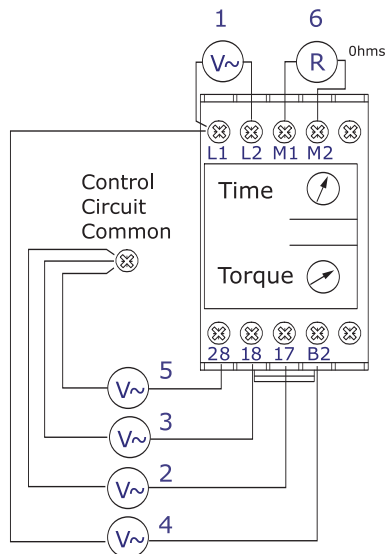 1 6
V~ R 0hms
L1 L2 M1 M2
Control
Circuit
Common
Time
Torque
28 18 17 B2
V~ 5
V~ 3
V~ 2
V~ 4